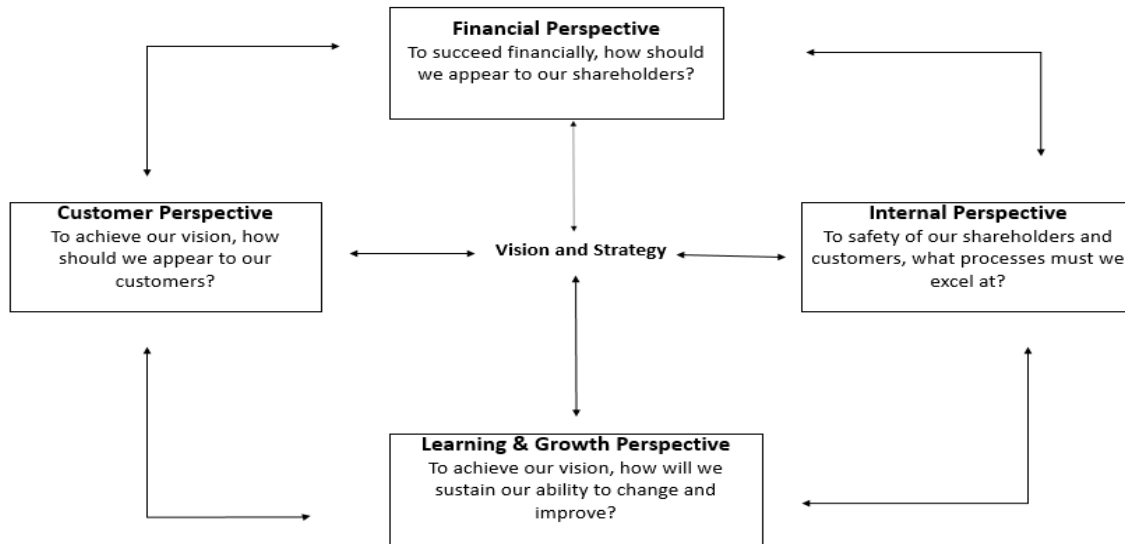 Financial Perspective
To succeed financially, how should
we appear to our shareholders?
Customer Perspective
To achieve our vision, how
should we appear to our
customers?
Vision and Strategy
Internal Perspective
To safety of our shareholders and
customers, what processes must we
excel at?
Learning & Growth Perspective
To achieve our vision, how will we
sustain our ability to change and
improve?